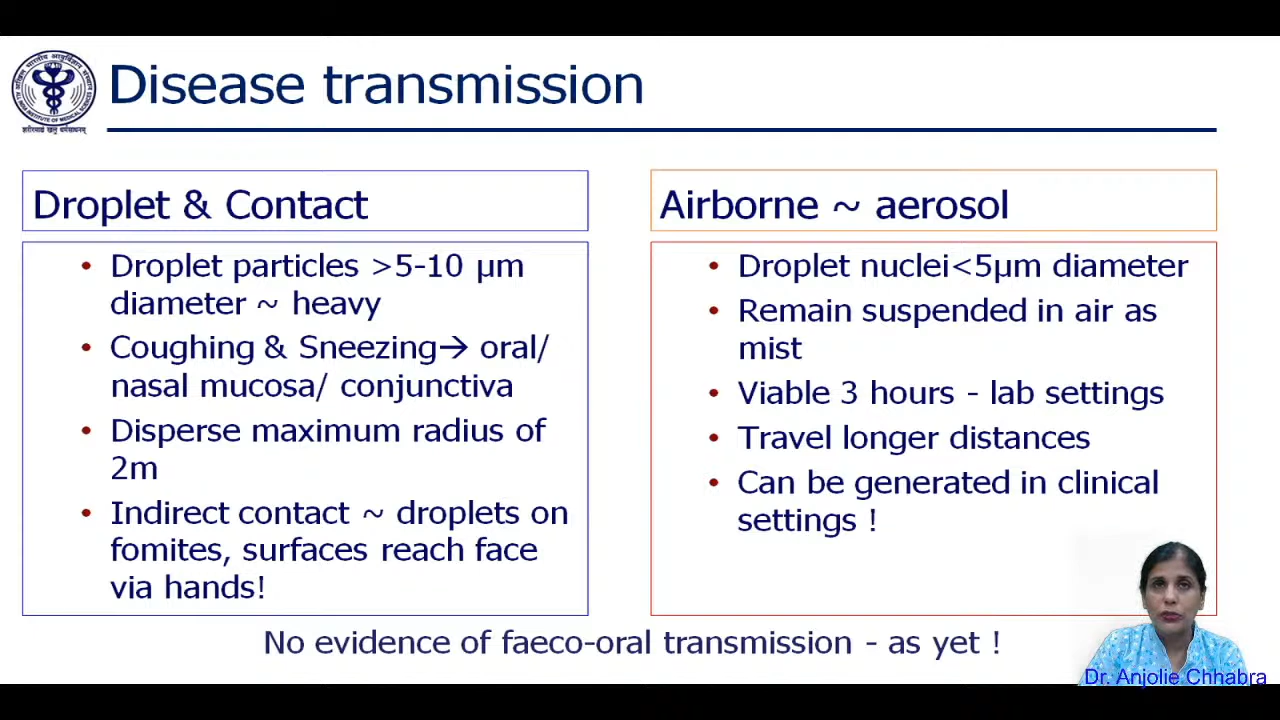 Disease transmission
Droplet & Contact
• Droplet particles >5-10 µm
diameter ~ heavy
• Coughing & Sneezing→ oral/
nasal mucosa/ conjunctiva
• Disperse maximum radius of
2m
• Indirect contact ~ droplets on
fomites, surfaces reach face
via hands!
Airborne ~ aerosol
• Droplet nuclei<5µm diameter
• Remain suspended in air as
mist
• Viable 3 hours - lab settings
• Travel longer distances
• Can be generated in clinical
settings !
No evidence of faeco-oral transmission - as yet !
Dr. Anjolie Chhabra